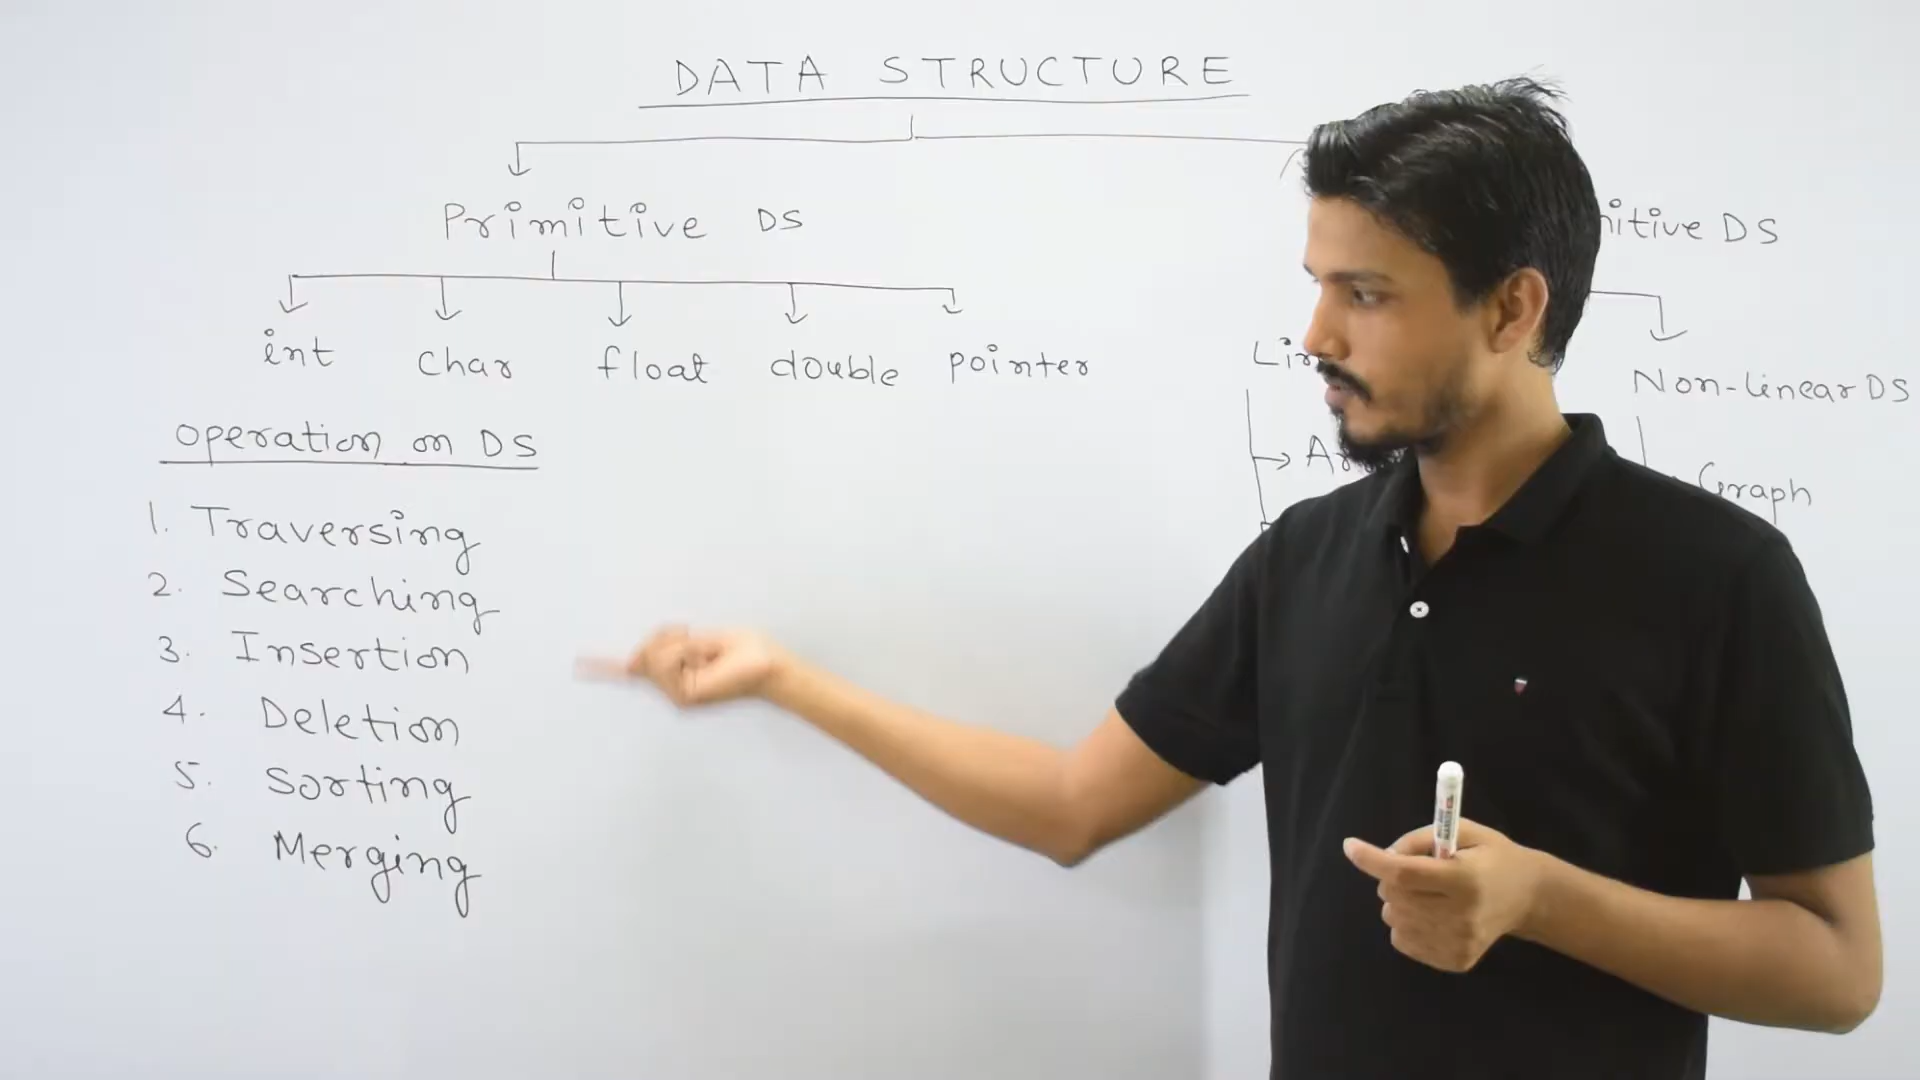 DATA STRUCTURE
Primitive DS
DS
int char float double pointer
Non-linear DS
Graph
Operation on DS
1. Traversing
2. Searching
3. Insertion
4. Deletion
5. Sorting
6. Merging